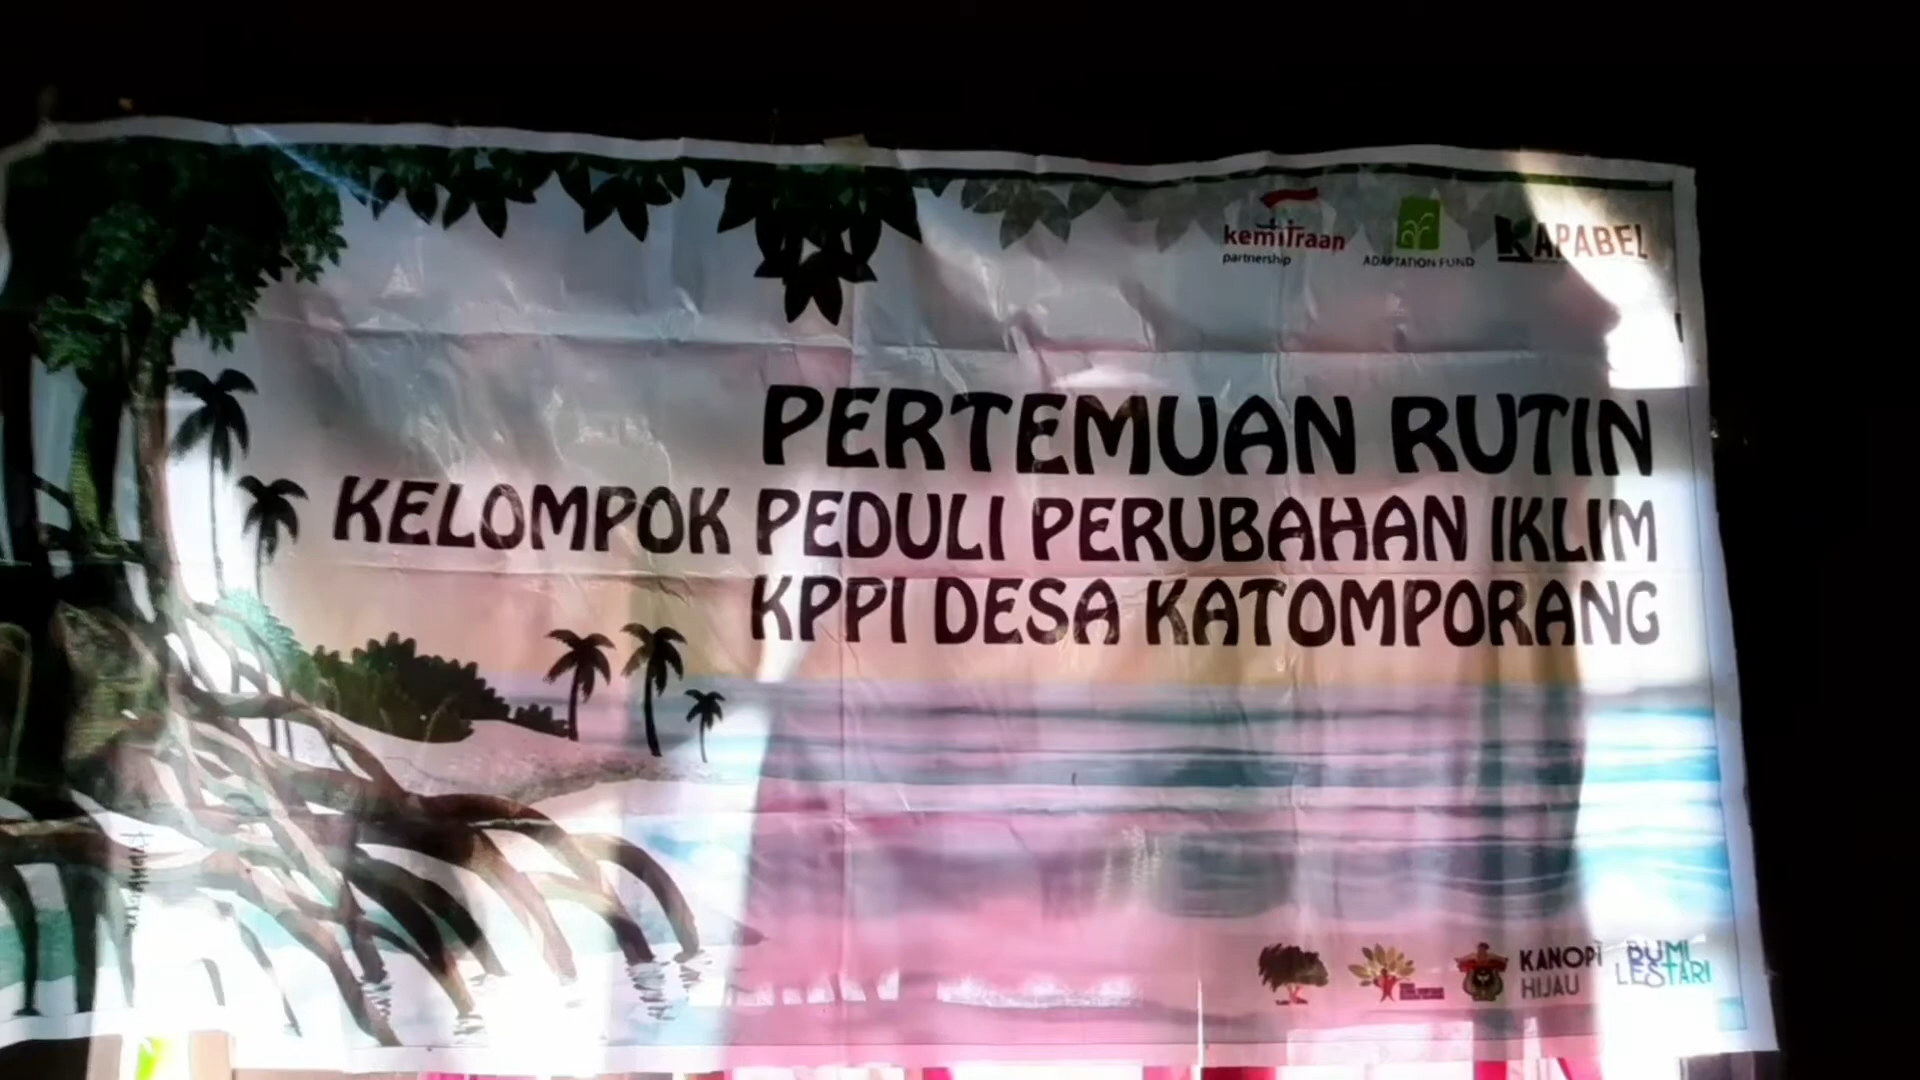 kemitraan
partnership
ADAPTATION FUND
KAPABEL
PERTEMUAN RUTIN
KELOMPOK PEDULI PERUBAHAN IKLIM
KPPI DESA KATOMPORANG
KANOPi
HIJAU
BUMI
LESTARI